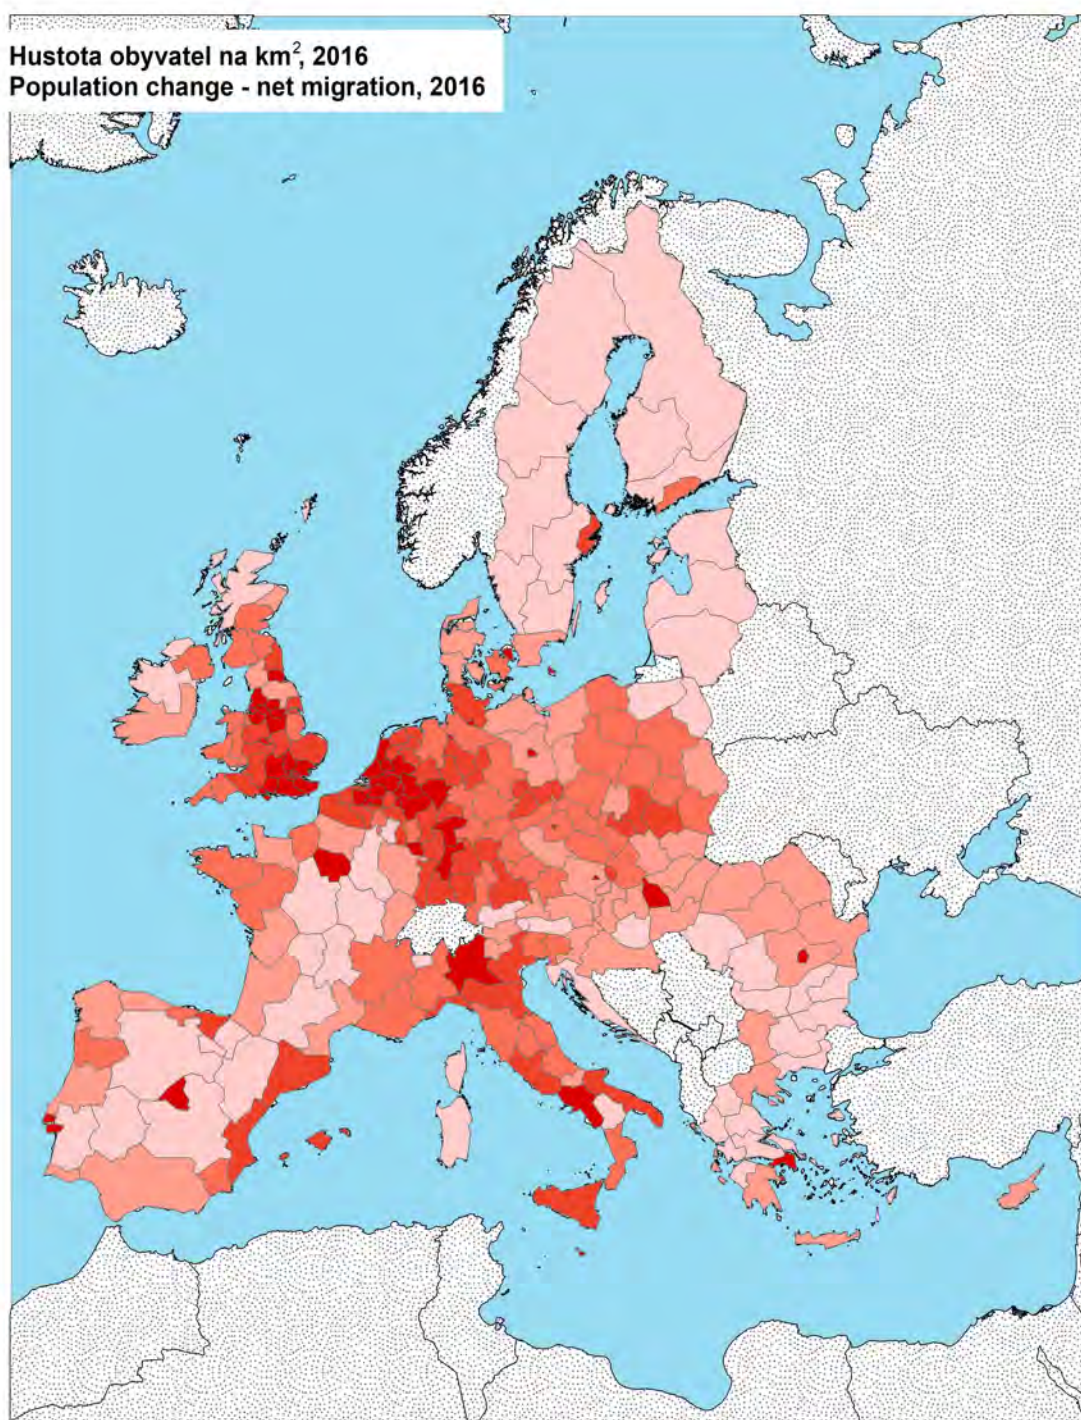 Hustota obyvatel na km², 2016
Population change - net migration, 2016